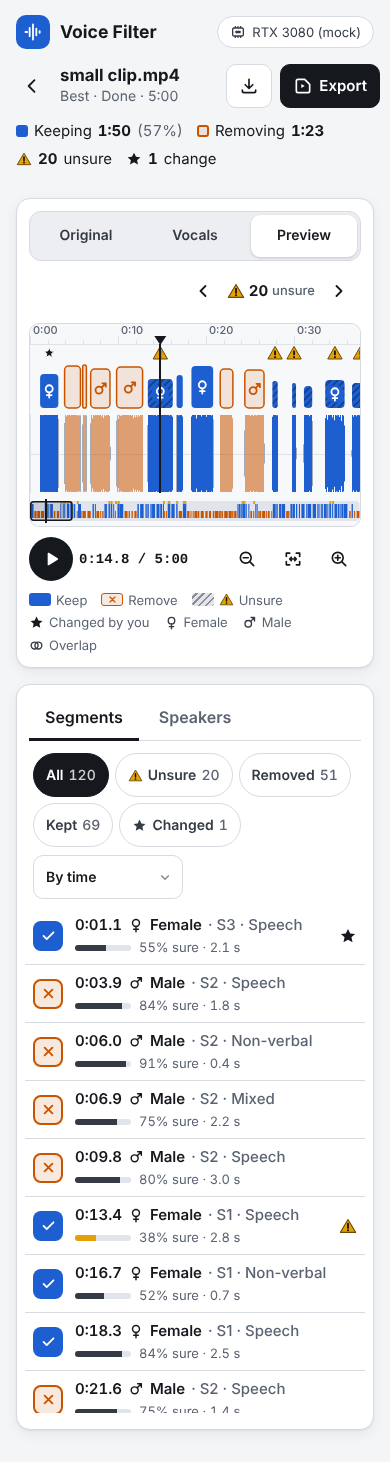 Voice Filter
RTX 3080 (mock)
small clip.mp4
Best · Done · 5:00
Export
Keeping 1:50 (57%) Removing 1:23
20 unsure 1 change
Original Vocals Preview
20 unsure
0:00 0:10 0:20 0:30
0:14.8 / 5:00
Keep Remove Unsure
Changed by you Female Male
Overlap
Segments Speakers
All 120 Unsure 20 Removed 51
Kept 69 Changed 1
By time
0:01.1 Female · S3 · Speech
55% sure · 2.1 s
0:03.9 Male · S2 · Speech
84% sure · 1.8 s
0:06.0 Male · S2 · Non-verbal
91% sure · 0.4 s
0:06.9 Male · S2 · Mixed
75% sure · 2.2 s
0:09.8 Male · S2 · Speech
80% sure · 3.0 s
0:13.4 Female · S1 · Speech
38% sure · 2.8 s
0:16.7 Female · S1 · Non-verbal
52% sure · 0.7 s
0:18.3 Female · S1 · Speech
84% sure · 2.5 s
0:21.6 Male · S2 · Speech
75% sure · 1.4 s